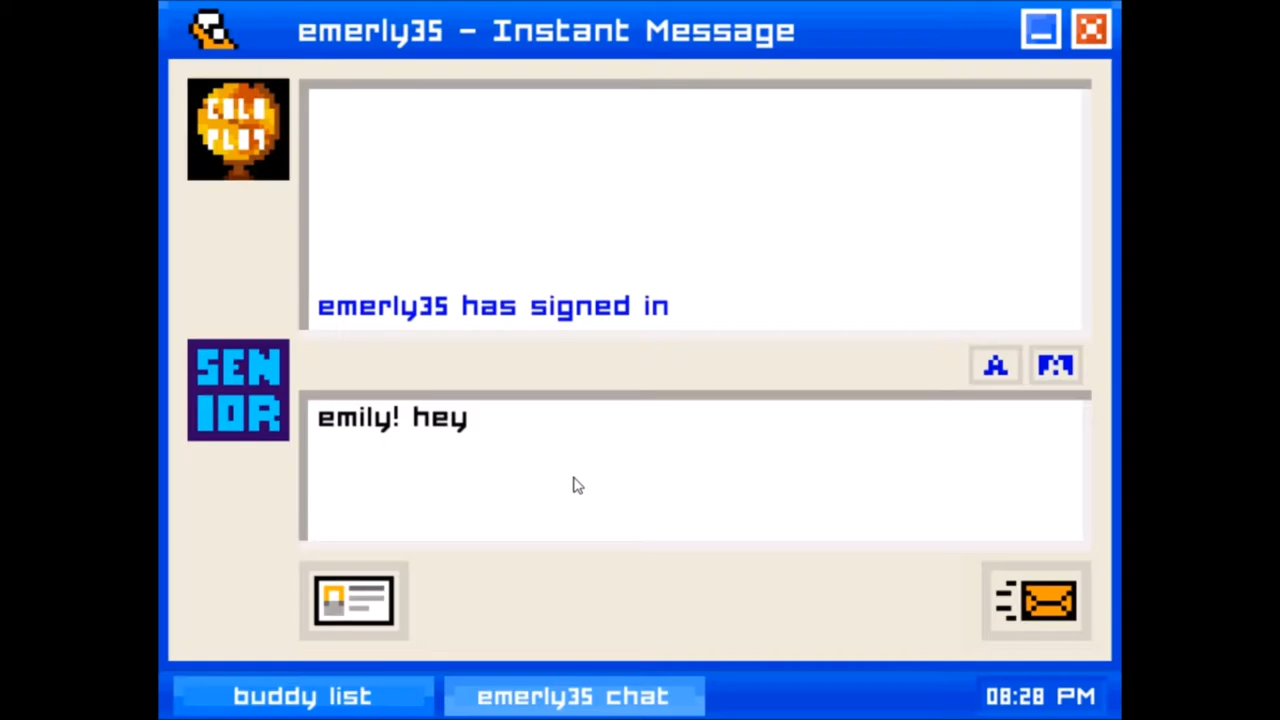 emerly35 - Instant Message
COLD
PLAY
emerly35 has signed in
SEN
IOR
A
emily! hey
buddy list
emerly35 chat
08:28 PM